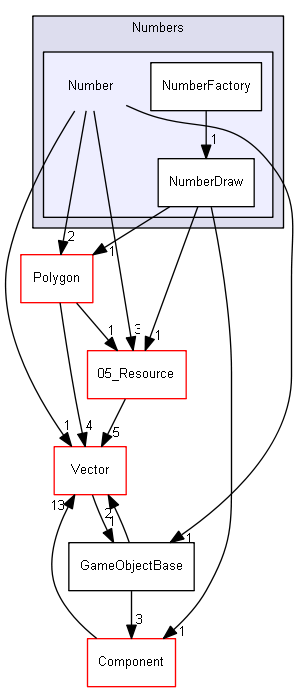 Numbers
Number
NumberFactory
1
NumberDraw
2
1
Polygon
1
3
1
05_Resource
1
4
5
Vector
13
2
1
1
GameObjectBase
3
1
Component